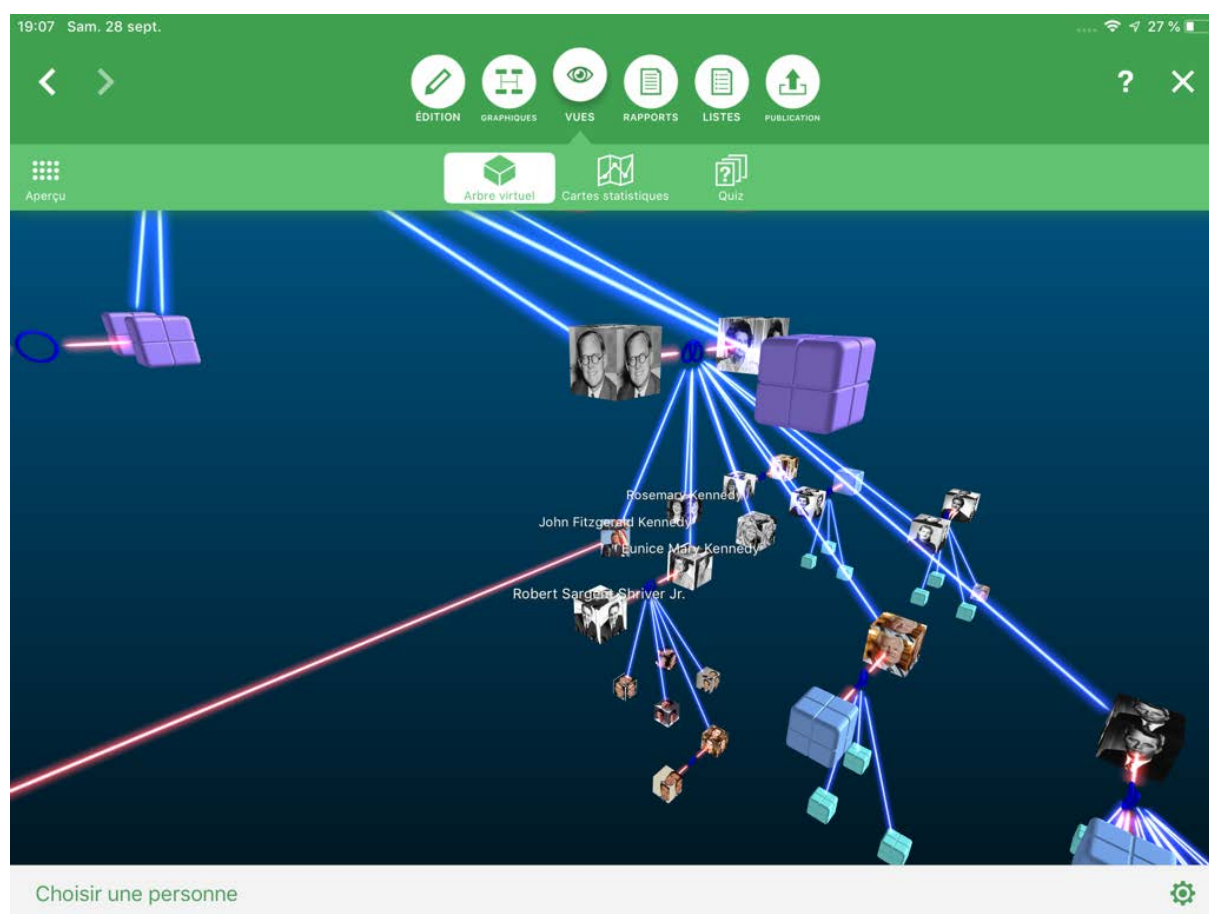 19:07 Sam. 28 sept.
27 %
ÉDITION
GRAPHIQUES
VUES
RAPPORTS
LISTES
PUBLICATION
?
Aperçu
Arbre virtuel
Cartes statistiques
Quiz
Rosemary Kennedy
John Fitzgerald Kennedy
Eunice Mary Kennedy
Robert Sargent Shriver Jr.
Choisir une personne